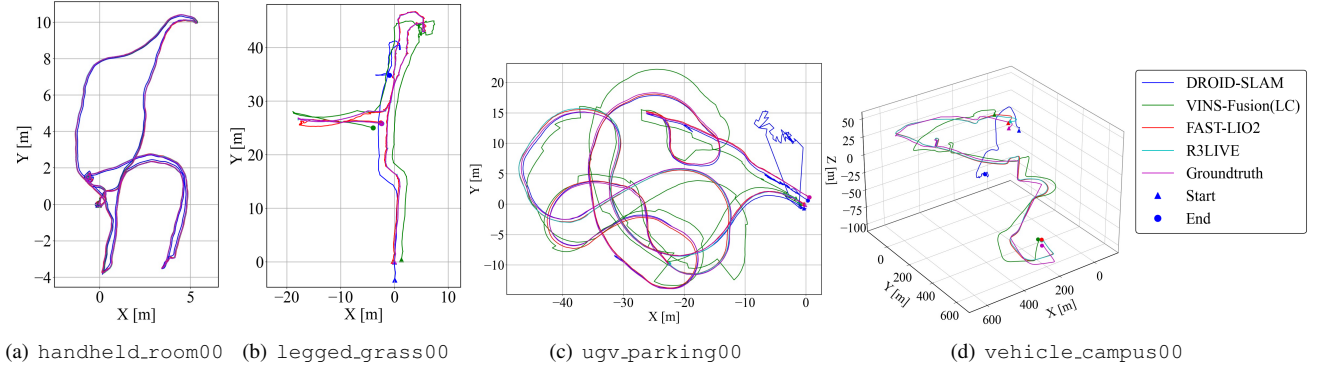 10
8
6
4
2
0
−2
−4
Y [m]
0
5
X [m]
40
30
20
10
0
Y [m]
−20
−10
0
10
X [m]
20
15
10
5
0
−5
−10
Y [m]
−40
−30
−20
−10
0
X [m]
50
25
0
−25
−50
−75
−100
Z [m]
0
200
400
600
Y [m]
600
400
200
0
X [m]
DROID-SLAM
VINS-Fusion(LC)
FAST-LIO2
R3LIVE
Groundtruth
Start
End
(a) handheld_room00
(b) legged_grass00
(c) ugv_parking00
(d) vehicle_campus00